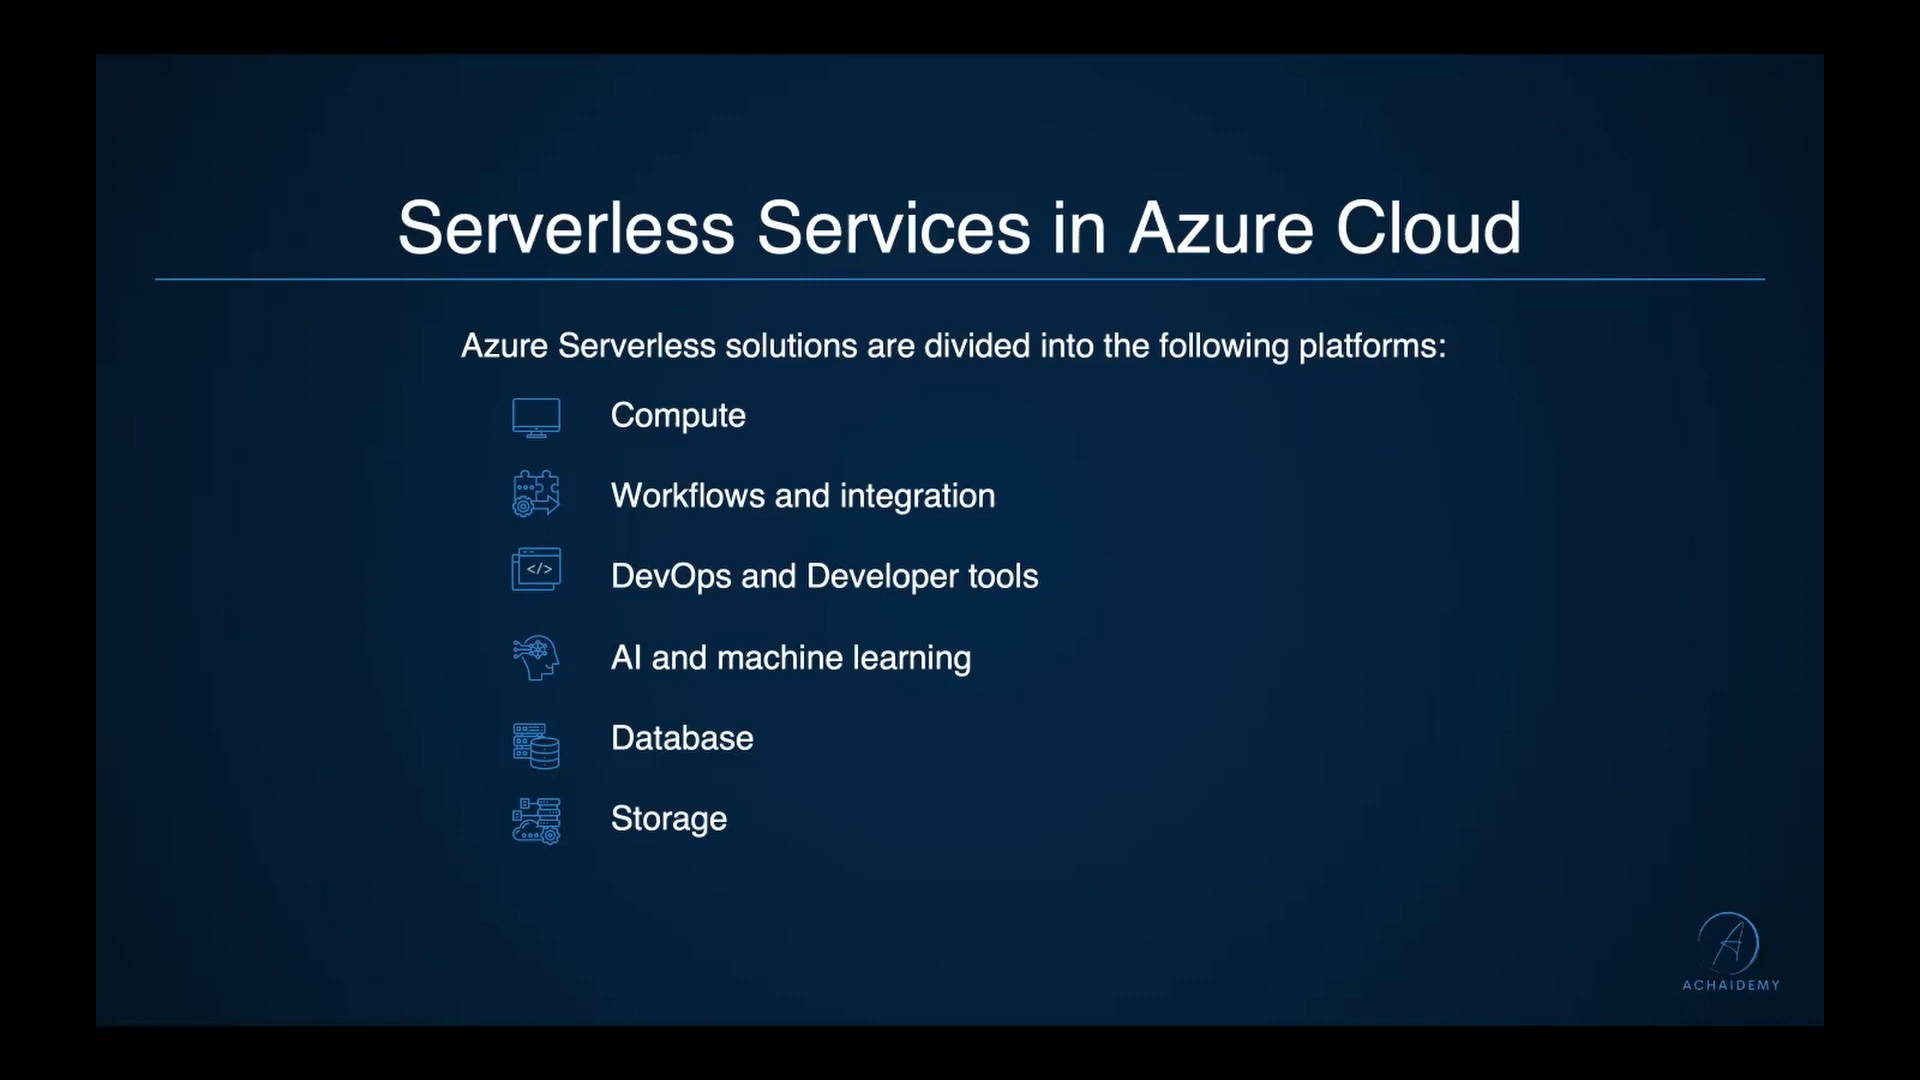 Serverless Services in Azure Cloud
Azure Serverless solutions are divided into the following platforms:
Compute
Workflows and integration
</>
DevOps and Developer tools
AI and machine learning
Database
Storage
A
ACHAIDEMY